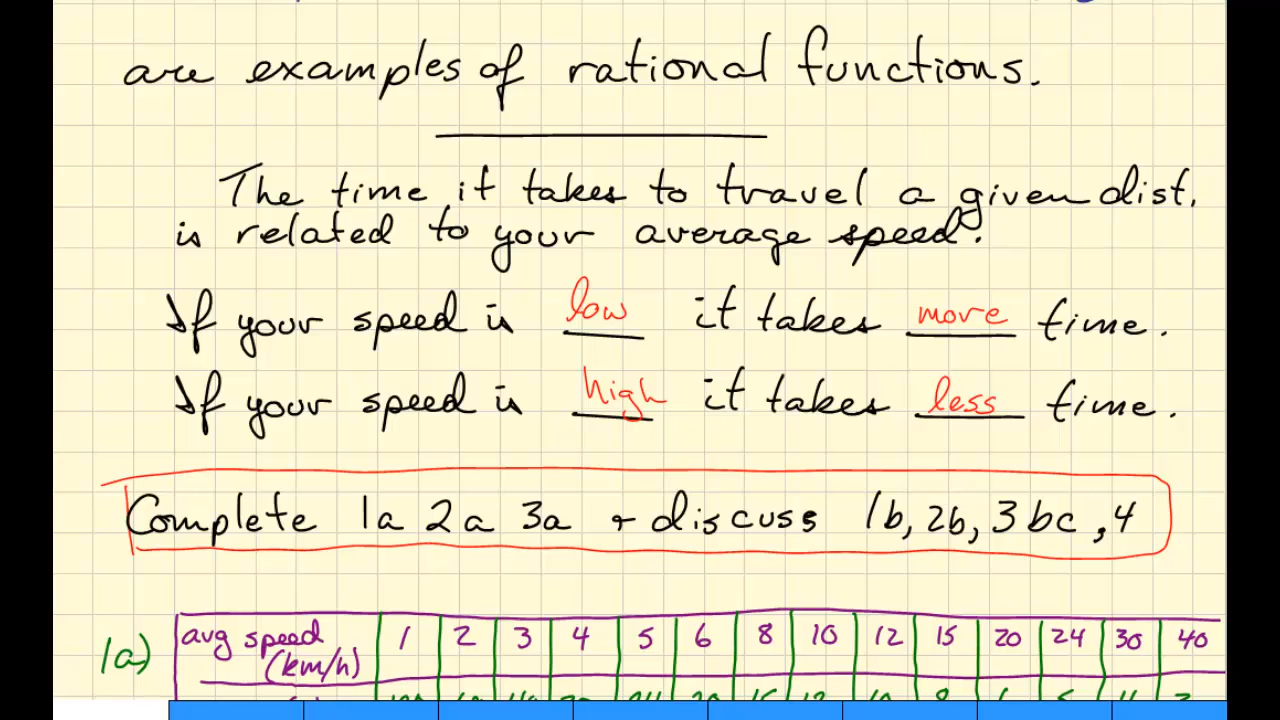 are examples of rational functions.
The time it takes to travel a given dist.
is related to your average speed.
If your speed is low it takes more time.
If your speed is high it takes less time.
Complete 1a 2a 3a + discuss 1b, 2b, 3bc, 4
1a) avg speed (km/h) 1 2 3 4 5 6 8 10 12 15 20 24 30 40